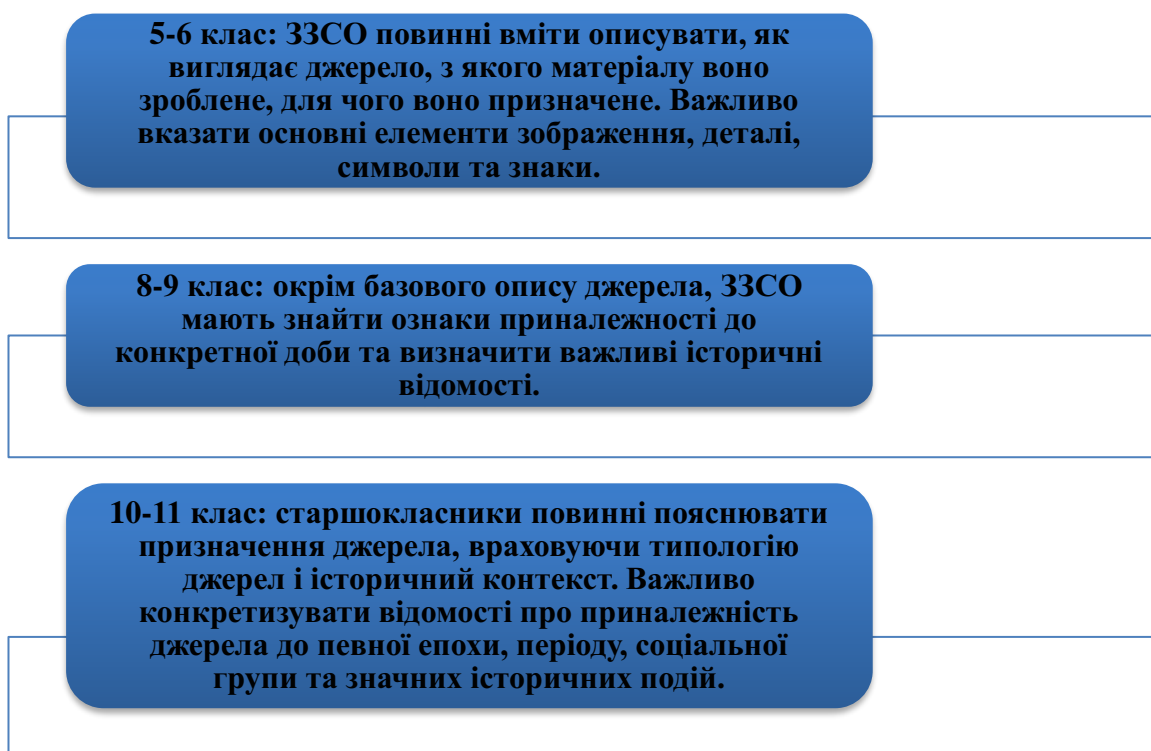 5-6 клас: ЗЗСО повинні вміти описувати, як
виглядає джерело, з якого матеріалу воно
зроблене, для чого воно призначене. Важливо
вказати основні елементи зображення, деталі,
символи та знаки.
8-9 клас: окрім базового опису джерела, ЗЗСО
мають знайти ознаки приналежності до
конкретної доби та визначити важливі історичні
відомості.
10-11 клас: старшокласники повинні пояснювати
призначення джерела, враховуючи типологію
джерел і історичний контекст. Важливо
конкретизувати відомості про приналежність
джерела до певної епохи, періоду, соціальної
групи та значних історичних подій.